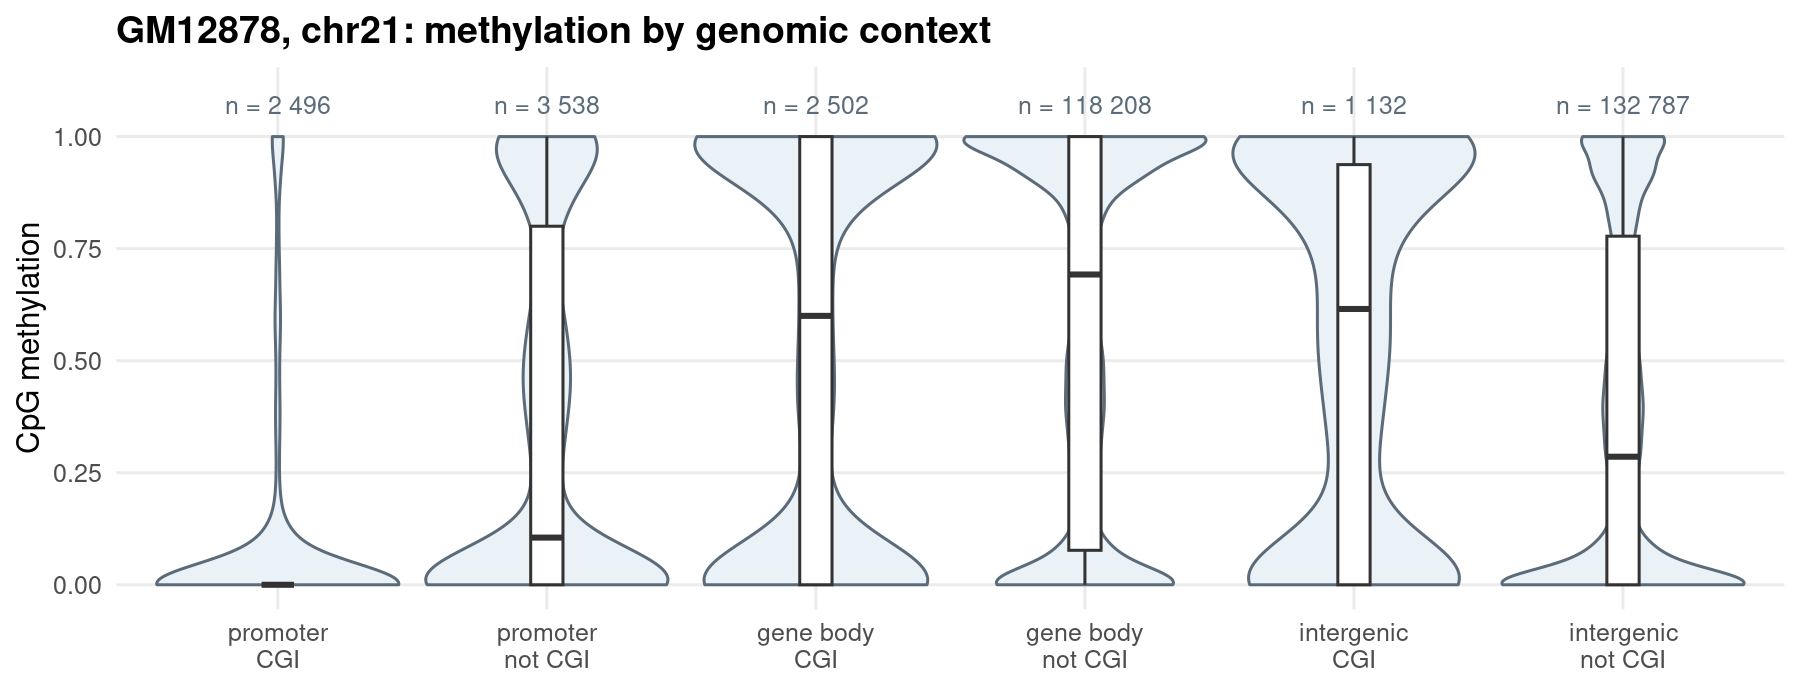 GM12878, chr21: methylation by genomic context
n = 2 496
n = 3 538
n = 2 502
n = 118 208
n = 1 132
n = 132 787
CpG methylation
1.00
0.75
0.50
0.25
0.00
promoter
CGI
promoter
not CGI
gene body
CGI
gene body
not CGI
intergenic
CGI
intergenic
not CGI